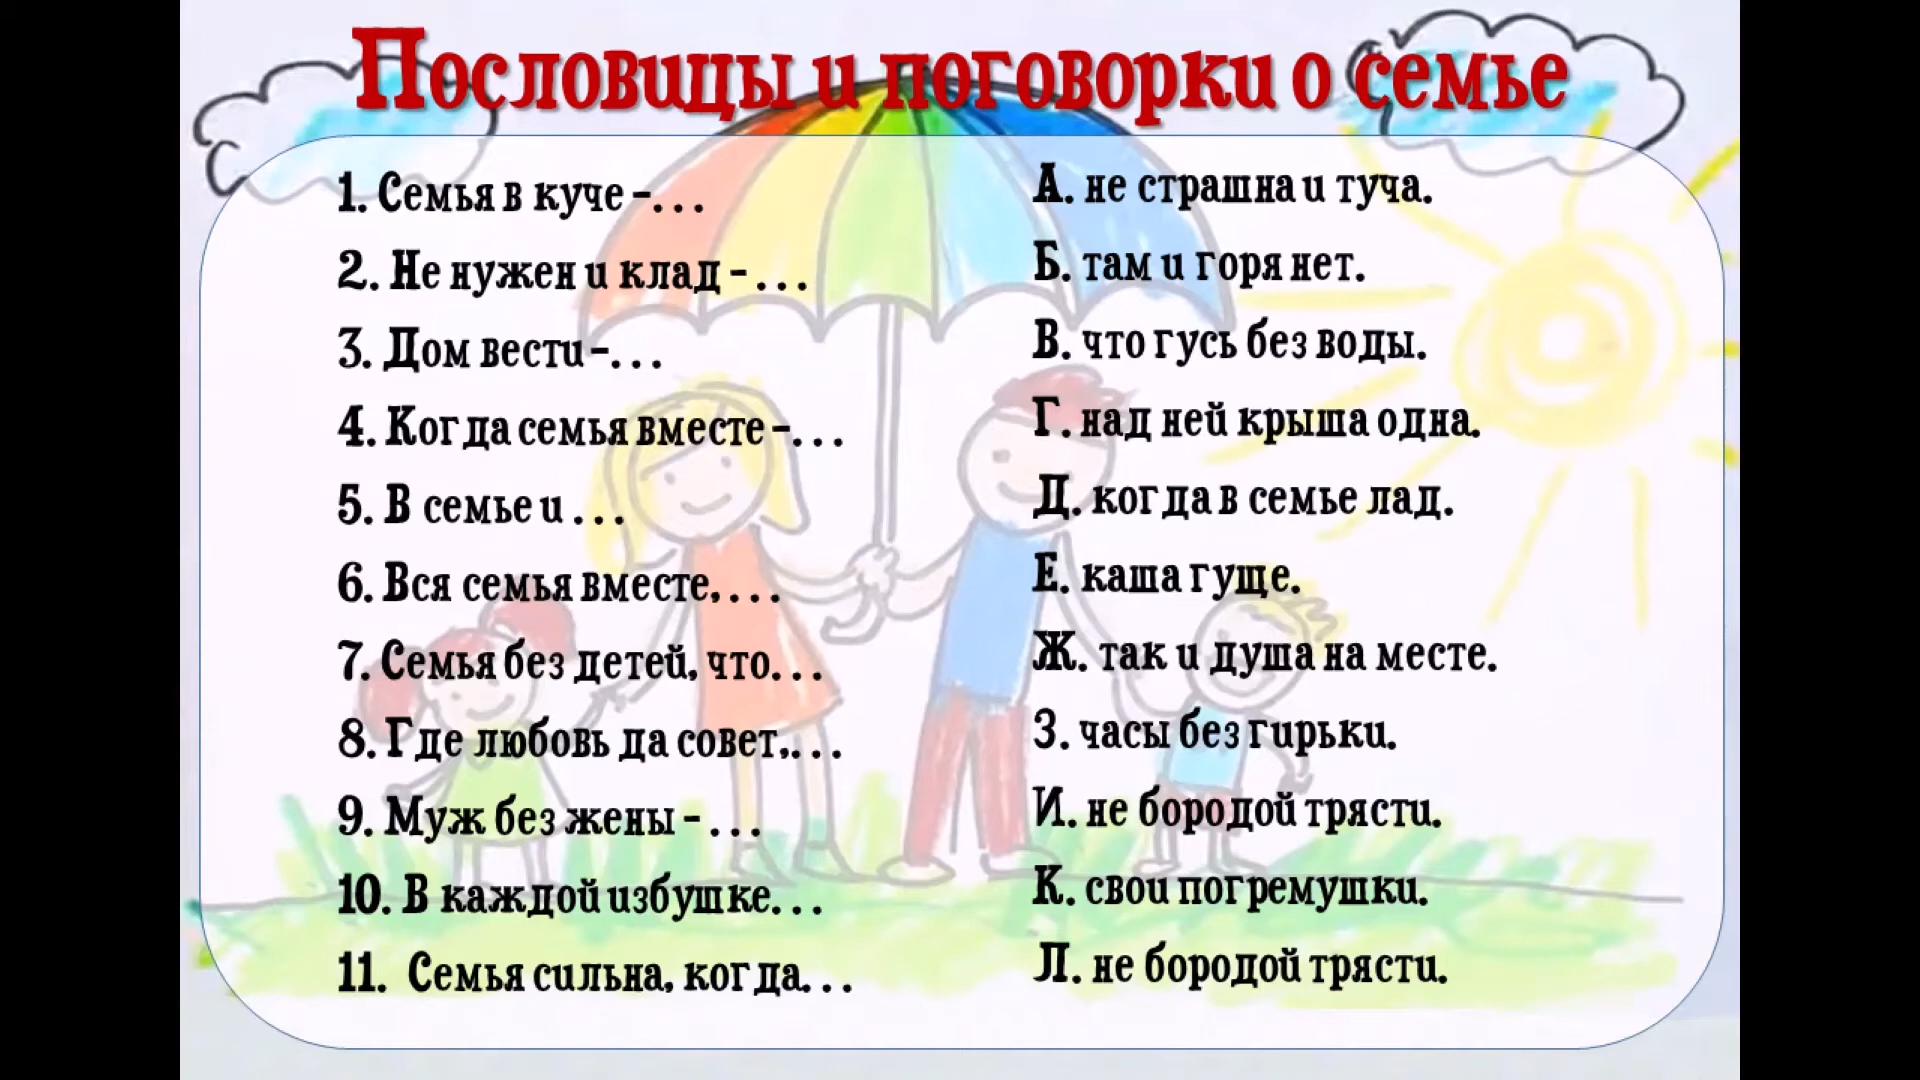 Пословицы и поговорки о семье
1. Семья в куче -...
2. Не нужен и клад - ...
3. Дом вести -...
4. Когда семья вместе -...
5. В семье и ...
6. Вся семья вместе,...
7. Семья без детей, что...
8. Где любовь да совет,...
9. Муж без жены - ...
10. В каждой избушке...
11. Семья сильна, когда...
А. не страшна и туча.
Б. там и горя нет.
В. что гусь без воды.
Г. над ней крыша одна.
Д. когда в семье лад.
Е. каша гуще.
Ж. так и душа на месте.
З. часы без гирьки.
И. не бородой трясти.
К. свои погремушки.
Л. не бородой трясти.